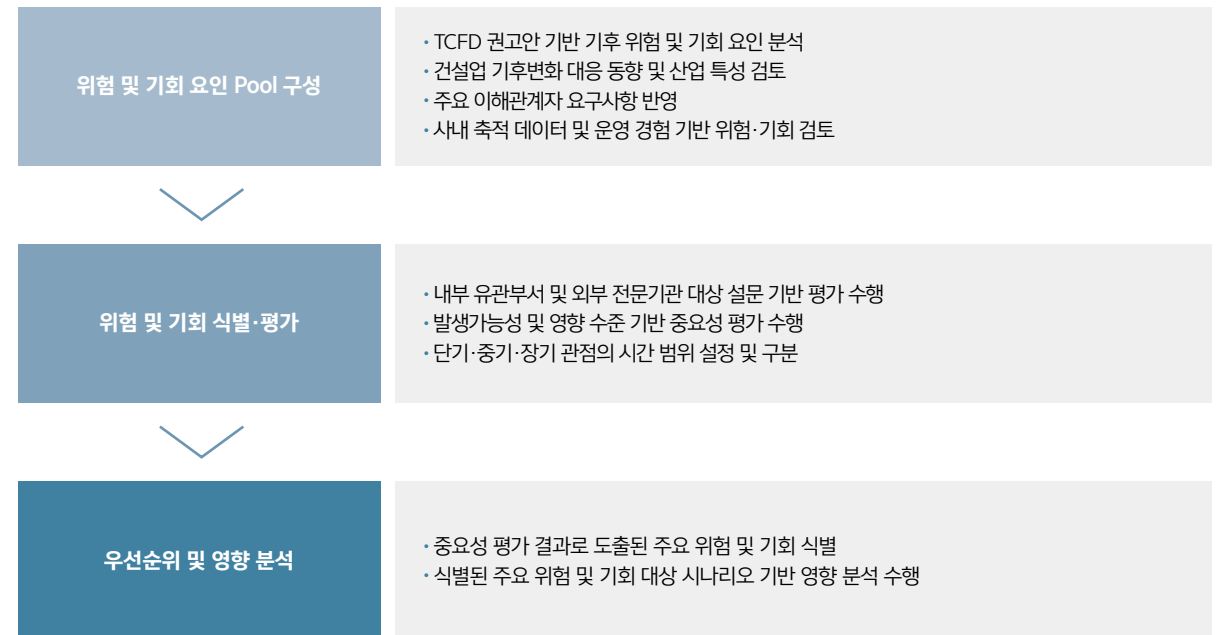 위험 및 기회 요인 Pool 구성
• TCFD 권고안 기반 기후 위험 및 기회 요인 분석
• 건설업 기후변화 대응 동향 및 산업 특성 검토
• 주요 이해관계자 요구사항 반영
• 사내 축적 데이터 및 운영 경험 기반 위험·기회 검토
위험 및 기회 식별·평가
• 내부 유관부서 및 외부 전문기관 대상 설문 기반 평가 수행
• 발생가능성 및 영향 수준 기반 중요성 평가 수행
• 단기·중기·장기 관점의 시간 범위 설정 및 구분
우선순위 및 영향 분석
• 중요성 평가 결과로 도출된 주요 위험 및 기회 식별
• 식별된 주요 위험 및 기회 대상 시나리오 기반 영향 분석 수행